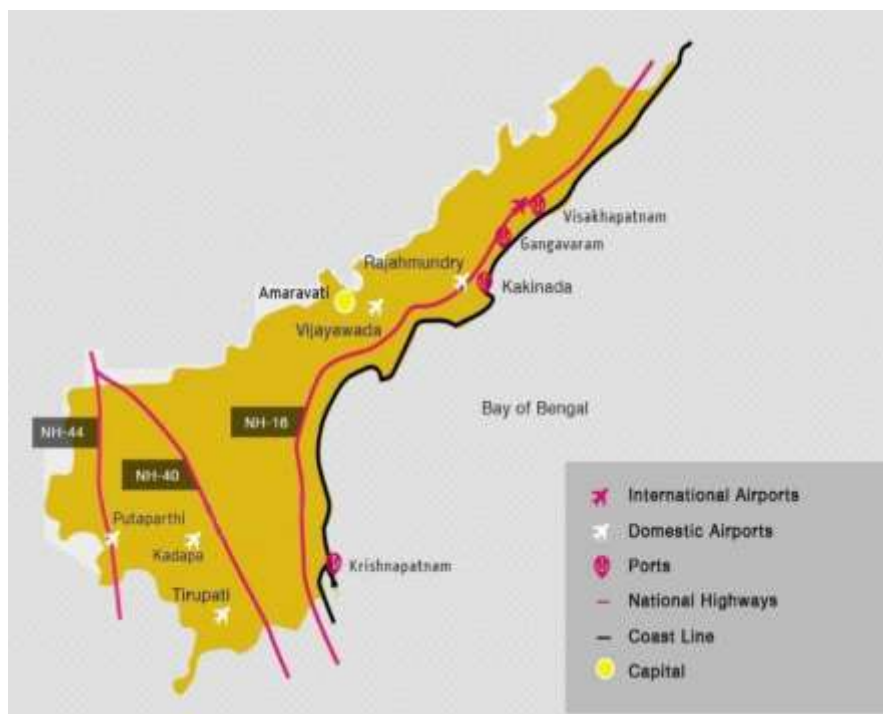 Visakhapatnam
Gangavaram
Rajahmundry
Kakinada
Amaravati
Vijayawada
Bay of Bengal
NH-16
NH-44
NH-40
Putaparthi
Kadapa
Krishnapatnam
Tirupati
International Airports
Domestic Airports
Ports
National Highways
Coast Line
Capital